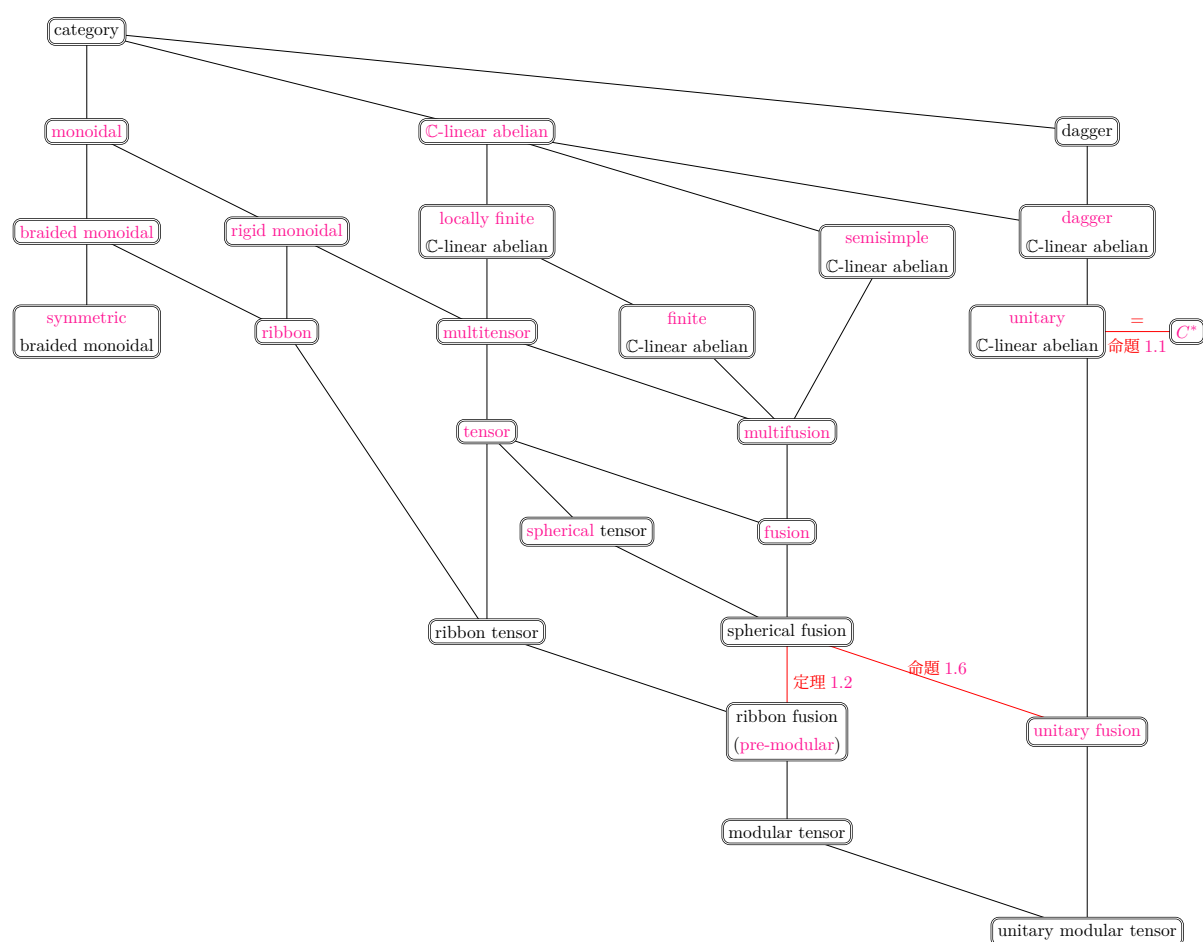 category
monoidal
ℂ-linear abelian
dagger
braided monoidal
rigid monoidal
locally finite
ℂ-linear abelian
semisimple
ℂ-linear abelian
dagger
ℂ-linear abelian
symmetric
braided monoidal
ribbon
multitensor
finite
ℂ-linear abelian
unitary
ℂ-linear abelian
=
命題 1.1
C*
tensor
multifusion
spherical tensor
fusion
ribbon tensor
spherical fusion
定理 1.2
命題 1.6
ribbon fusion
(pre-modular)
unitary fusion
modular tensor
unitary modular tensor